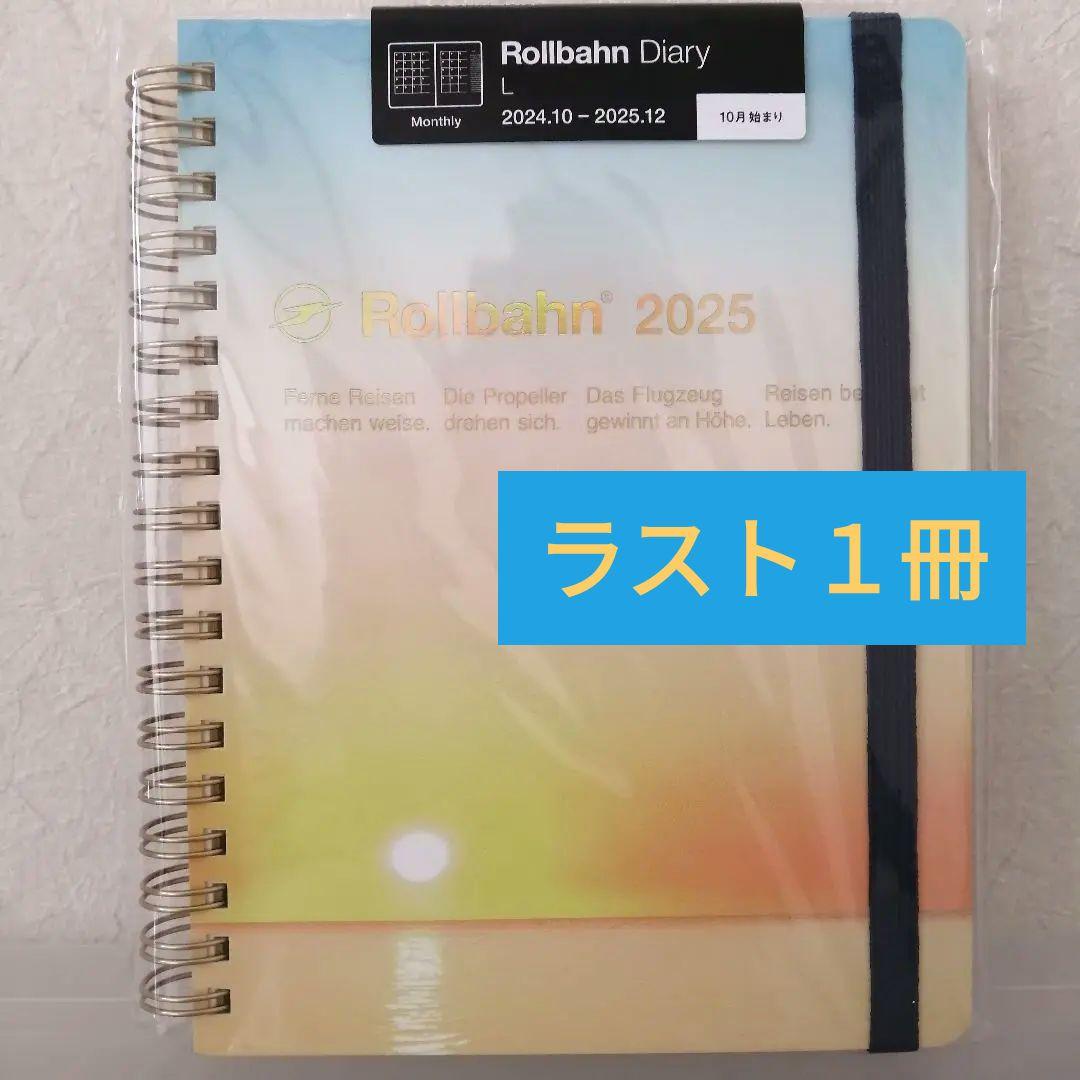 Rollbahn Diary
L
2024.10 – 2025.12
Monthly
10月始まり
Rollbahn® 2025
Ferne Reisen
machen weise.
Die Propeller
drehen sich.
Das Flugzeug
gewinnt an Höhe.
Reisen
Leben.
ラスト1冊